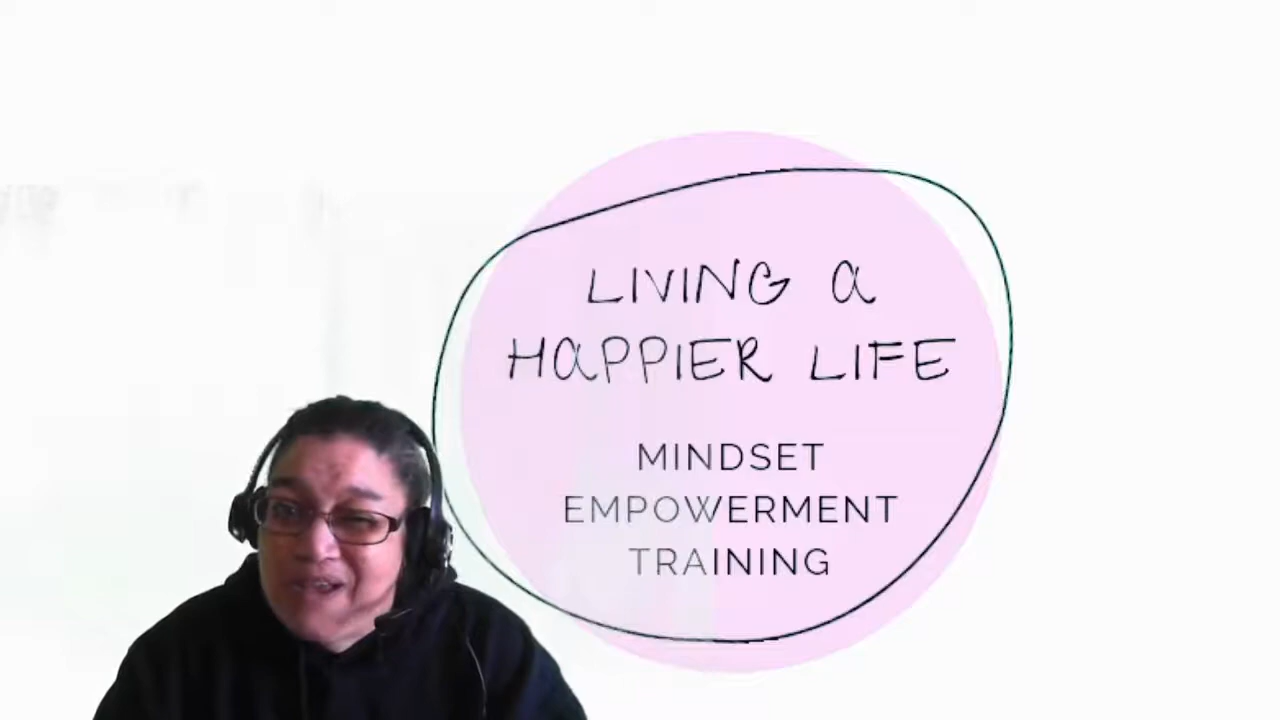 LIVING A
HAPPIER LIFE
MINDSET
EMPOWERMENT
TRAINING